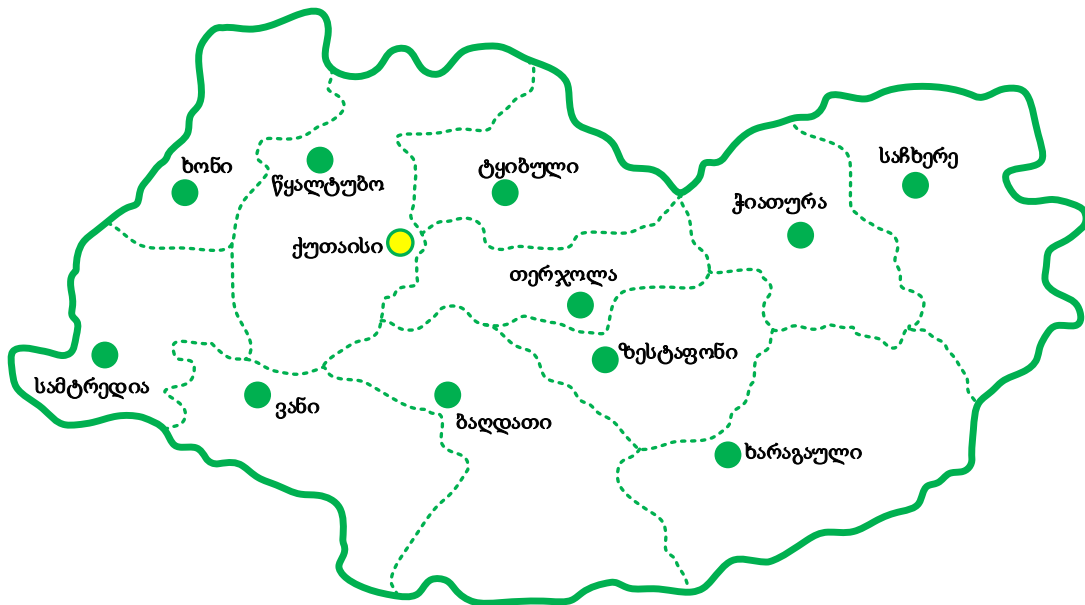 ხონი
წყალტუბო
ტყიბული
საჩხერე
ჭიათურა
ქუთაისი
თერჯოლა
ზესტაფონი
სამტრედია
ვანი
ბაღდათი
ხარაგაული